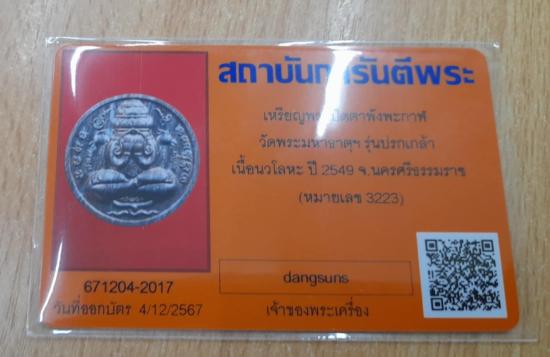 สถาบันการันตีพระ
เหรียญพระปิดตาพังพะกาฬ
วัดพระมหาธาตุฯ รุ่นปรกเกล้า
เนื้อนวโลหะ ปี 2549 จ.นครศรีธรรมราช
(หมายเลข 3223)
671204-2017
วันที่ออกบัตร 4/12/2567
dangsuns
เจ้าของพระเครื่อง